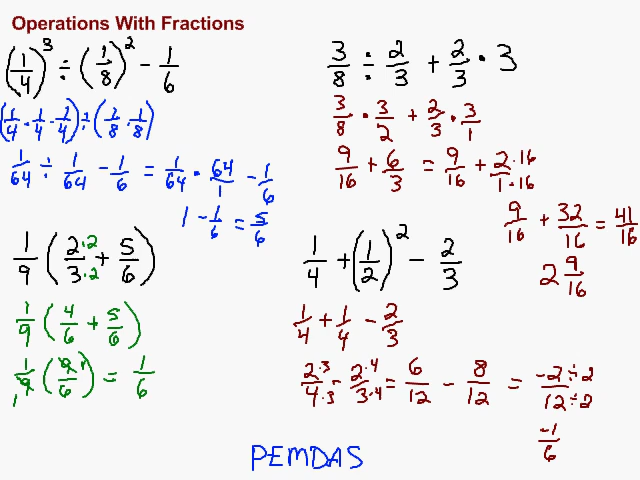 Operations With Fractions
(1/4)^3 ÷ (1/8)^2 - 1/6
(1/4 · 1/4 · 1/4) ÷ (1/8 · 1/8)
1/64 ÷ 1/64 - 1/6 = 1/64 · 64/1 - 1/6
1 - 1/6 = 5/6
3/8 ÷ 2/3 + 2/3 · 3
3/8 · 3/2 + 2/3 · 3/1
9/16 + 6/3 = 9/16 + 2·16/1·16
9/16 + 32/16 = 41/16
2 9/16
1/9 (2·2/3·2 + 5/6)
1/9 (4/6 + 5/6)
1/9 (9/6) = 1/6
1 1
1/4 + (1/2)^2 - 2/3
1/4 + 1/4 - 2/3
2·3/4·3 - 2·4/3·4 = 6/12 - 8/12 = -2÷2/12÷2
-1/6
PEMDAS